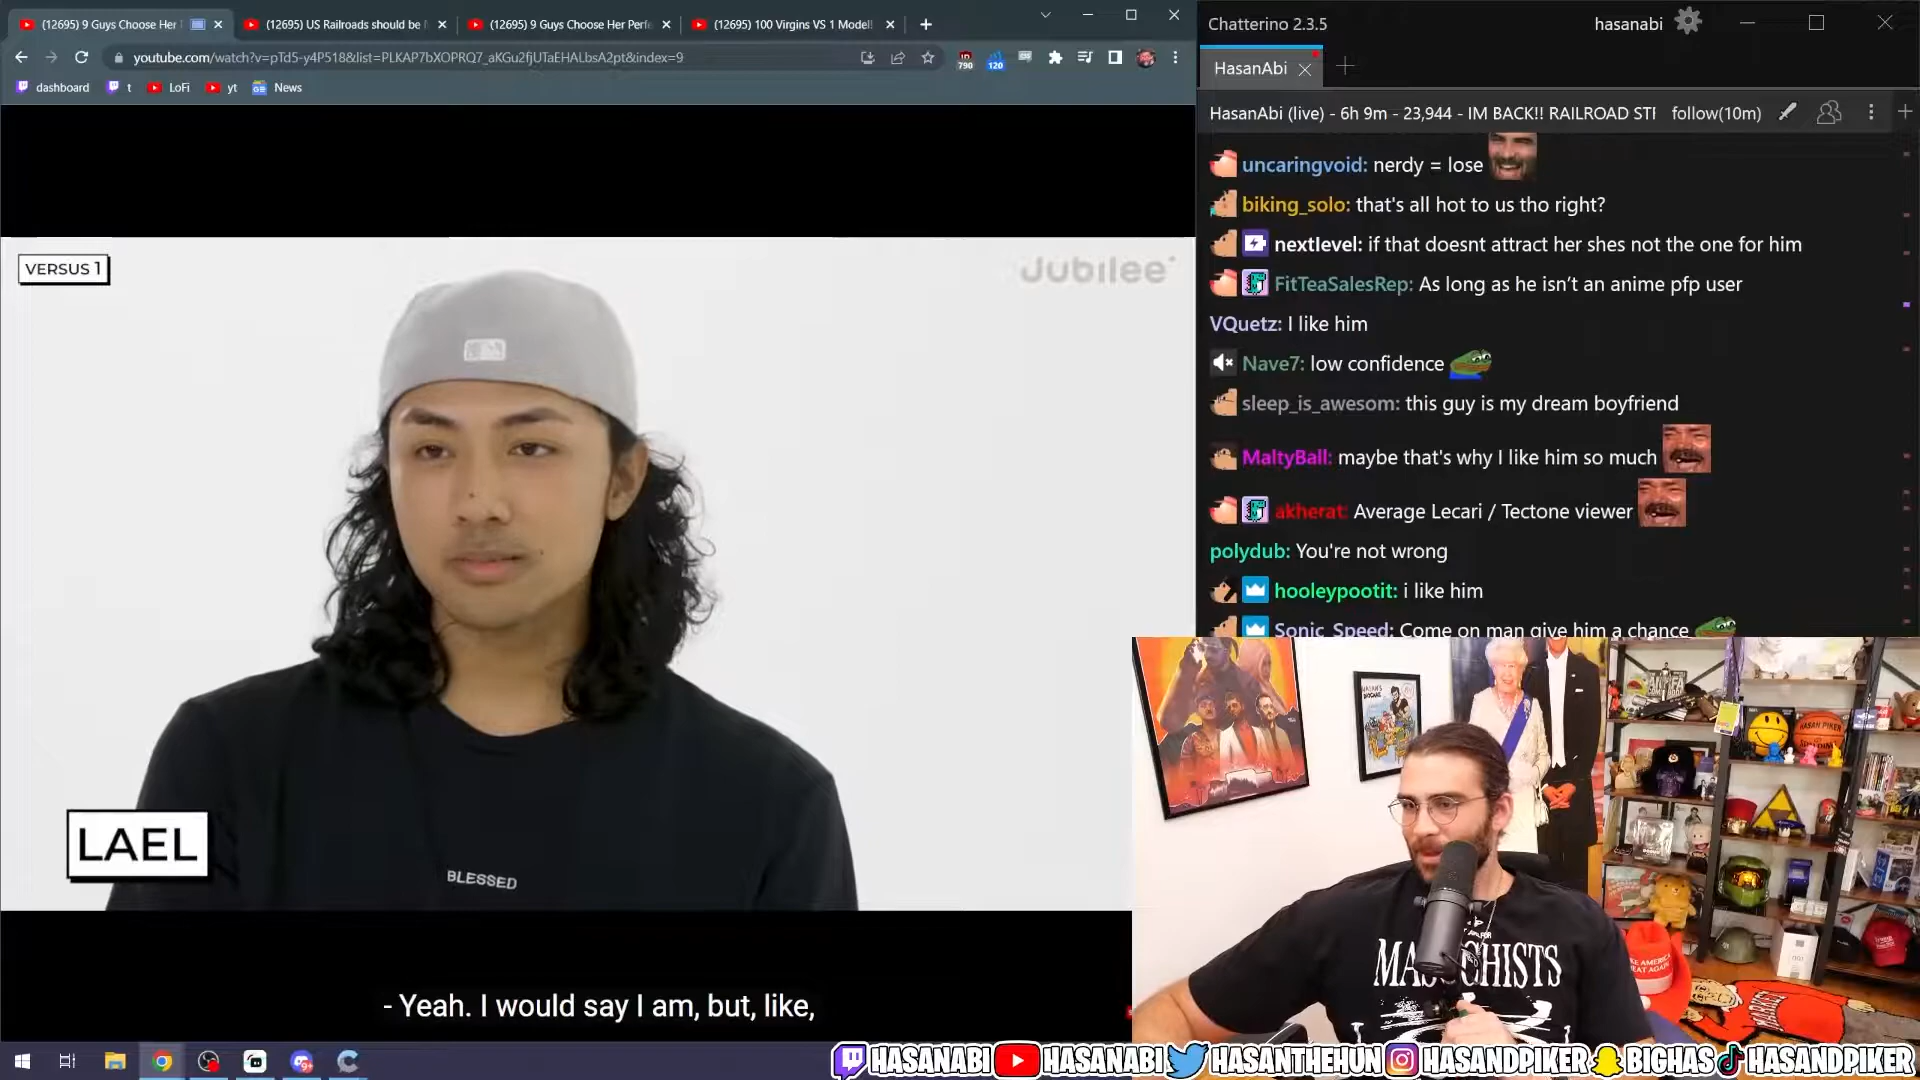 (12695) 9 Guys Choose Her
(12695) US Railroads should be
(12695) 9 Guys Choose Her Perfe
(12695) 100 Virgins VS 1 Model!
youtube.com/watch?v=pTd5-y4P518&list=PLKAP7bXOPRQ7_aKGu2fjUTaEHALbsA2pt&index=9
790
120
dashboard
t
LoFi
yt
News
VERSUS 1
Jubilee
LAEL
BLESSED
- Yeah. I would say I am, but, like,
Chatterino 2.3.5
hasanabi
HasanAbi
HasanAbi (live) - 6h 9m - 23,944 - IM BACK!! RAILROAD STI
follow(10m)
uncaringvoid: nerdy = lose
biking_solo: that's all hot to us tho right?
nextlevel: if that doesnt attract her shes not the one for him
FitTeaSalesRep: As long as he isn’t an anime pfp user
VQuetz: I like him
Nave7: low confidence
sleep_is_awesom: this guy is my dream boyfriend
MaltyBall: maybe that's why I like him so much
akherat: Average Lecari / Tectone viewer
polydub: You're not wrong
hooleypootit: i like him
Sonic_Speed: Come on man give him a chance
HASAN PIKER
MARKET
HASANABI
HASANABI
HASANTHEHUN
HASANDPIKER
BIGHAS
HASANDPIKER